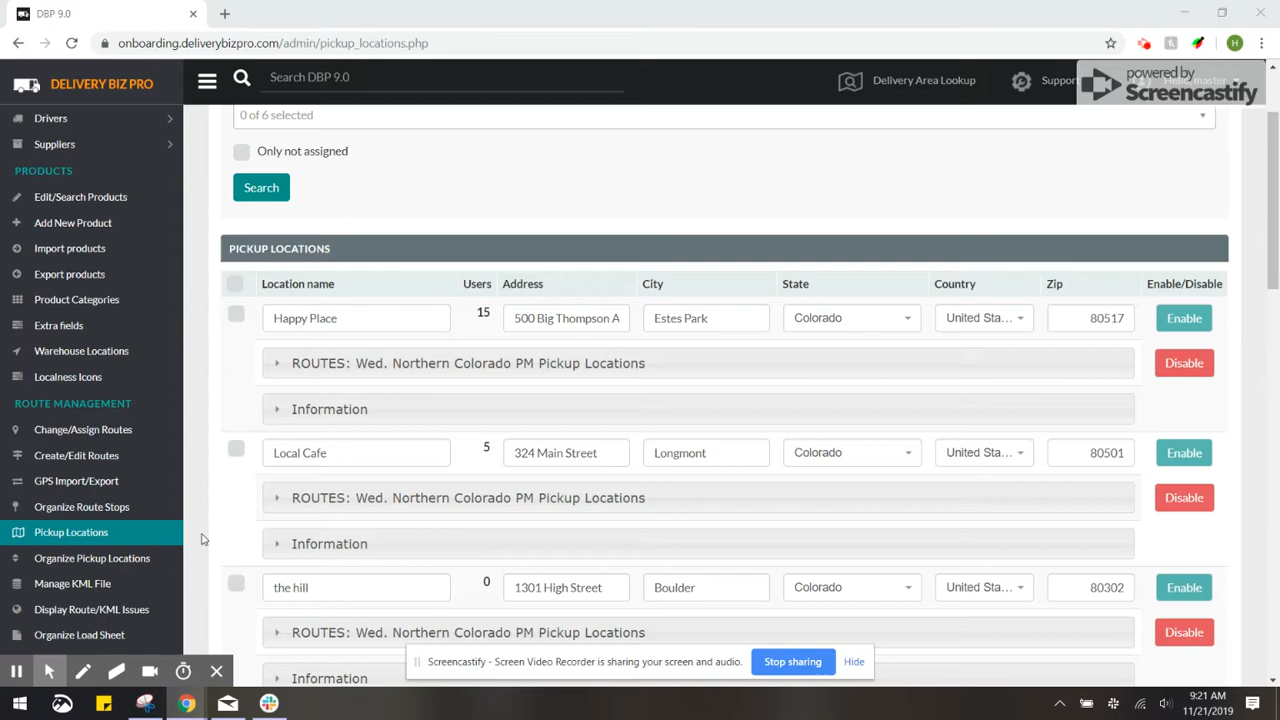 DBP 9.0
onboarding.deliverybizpro.com/admin/pickup_locations.php
H
DELIVERY BIZ PRO
Search DBP 9.0
Delivery Area Lookup
Support
powered by
Screencastify
Drivers
Suppliers
PRODUCTS
Edit/Search Products
Add New Product
Import products
Export products
Product Categories
Extra fields
Warehouse Locations
Localness Icons
ROUTE MANAGEMENT
Change/Assign Routes
Create/Edit Routes
GPS Import/Export
Organize Route Stops
Pickup Locations
Organize Pickup Locations
Manage KML File
Display Route/KML Issues
Organize Load Sheet
0 of 6 selected
Only not assigned
Search
PICKUP LOCATIONS
Location name Users Address City State Country Zip Enable/Disable
Happy Place 15 500 Big Thompson A Estes Park Colorado United Sta... 80517 Enable
ROUTES: Wed. Northern Colorado PM Pickup Locations Disable
Information
Local Cafe 5 324 Main Street Longmont Colorado United Sta... 80501 Enable
ROUTES: Wed. Northern Colorado PM Pickup Locations Disable
Information
the hill 0 1301 High Street Boulder Colorado United Sta... 80302 Enable
ROUTES: Wed. Northern Colorado PM Pickup Locations Disable
Information
Screencastify - Screen Video Recorder is sharing your screen and audio. Stop sharing Hide
9:21 AM
11/21/2019